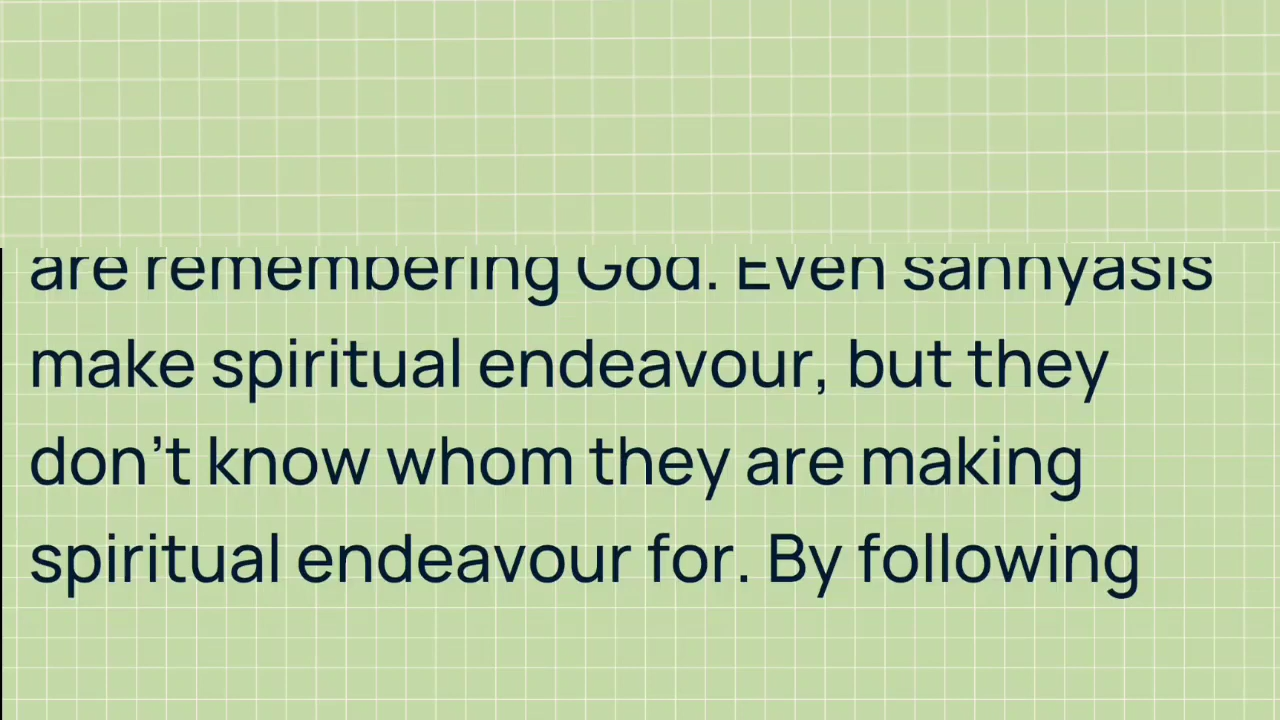 are remembering God. Even sannyasis
make spiritual endeavour, but they
don’t know whom they are making
spiritual endeavour for. By following